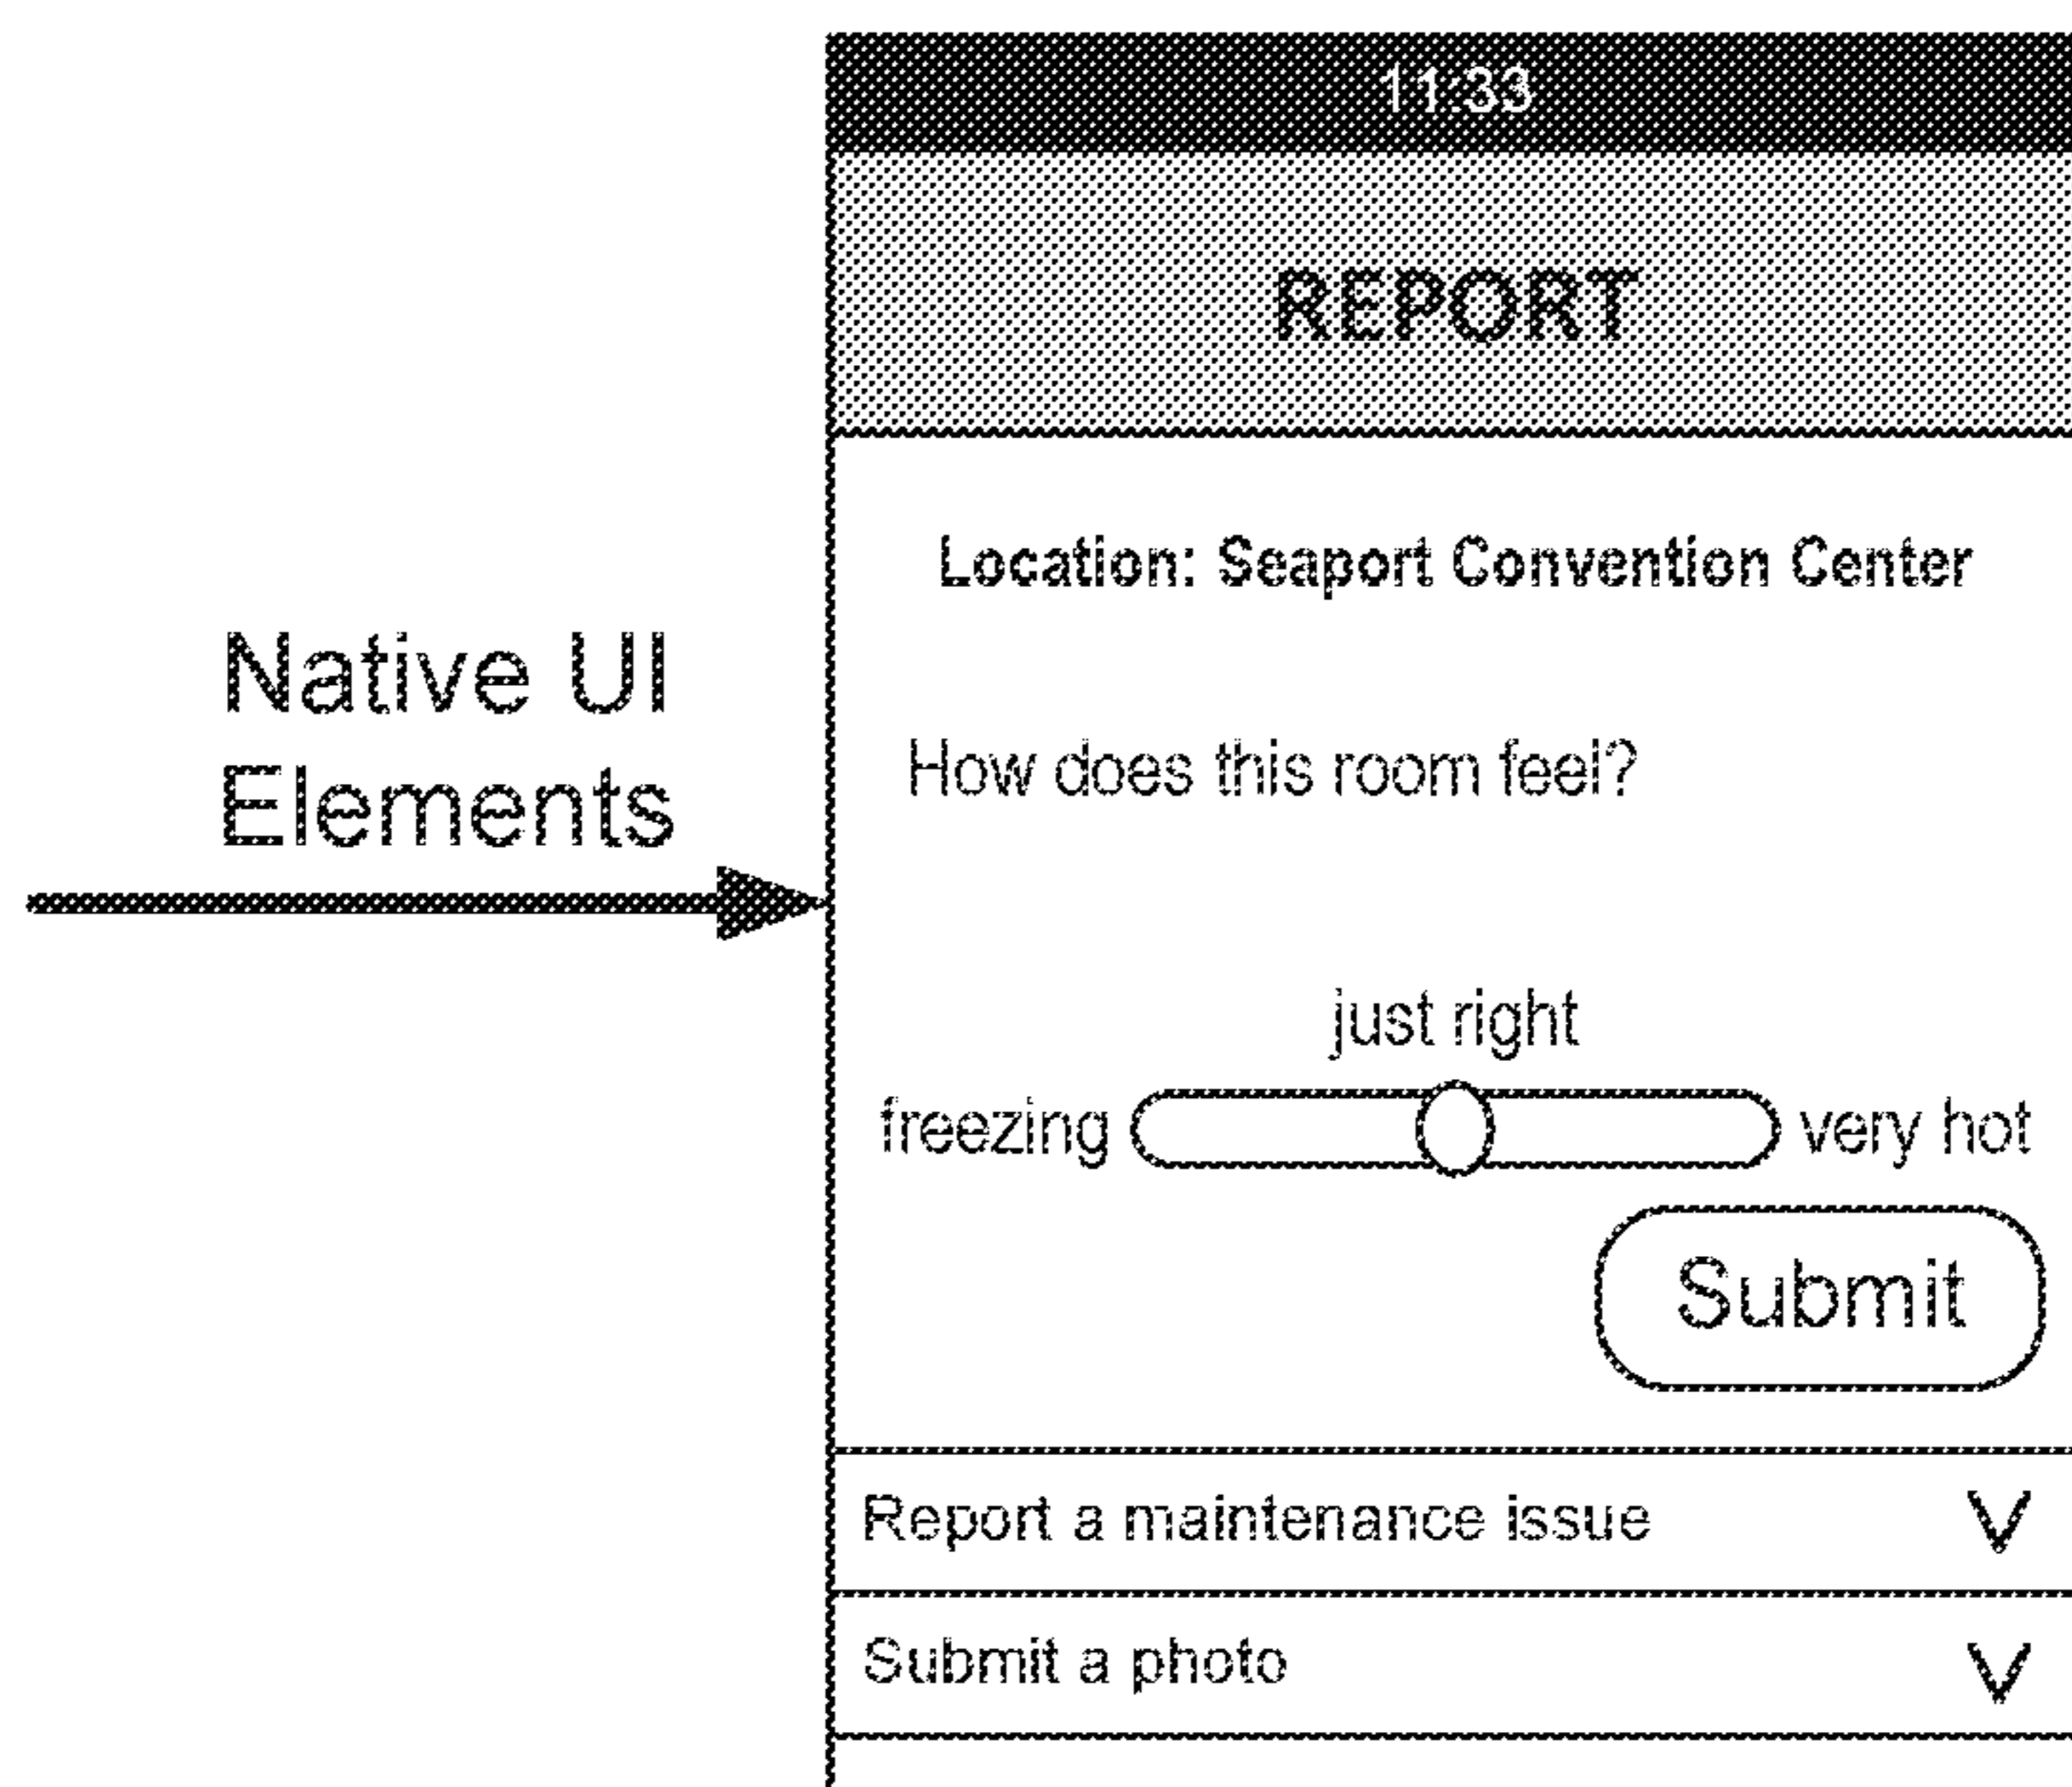 11:33
REPORT
Location: Seaport Convention Center
Native UI
Elements
How does this room feel?
just right
freezing
very hot
Submit
Report a maintenance issue
Submit a photo